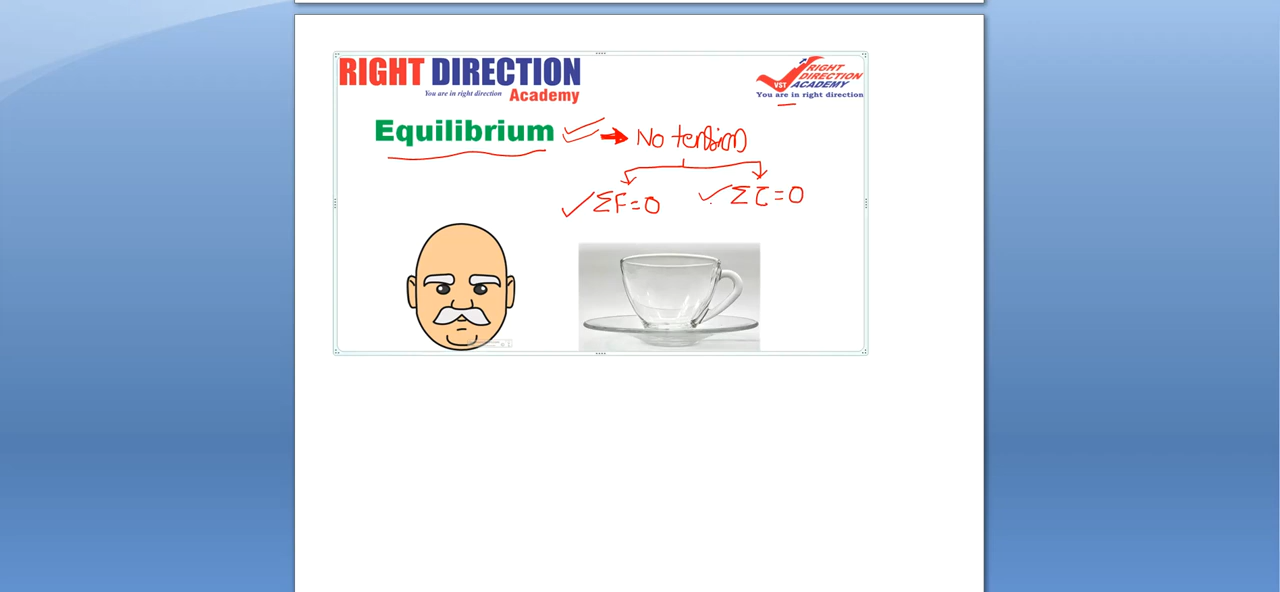 RIGHT DIRECTION
You are in right direction
Academy
RIGHT
DIRECTION
ACADEMY
VST
You are in right direction
Equilibrium
No tension
ΣF=0
Στ=0